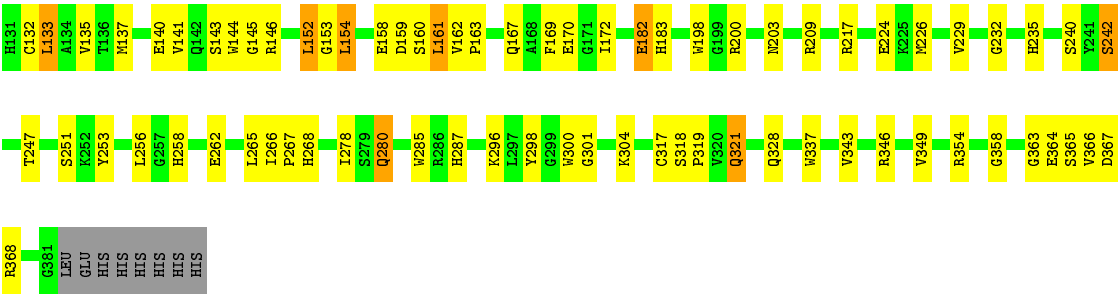 H131 C132 L133 A134 V135 T136 M137 E140 V141 Q142 S143 W144 G145 R146 L152 G153 L154 E158 D159 S160 L161 V162 P163 Q167 A168 F169 E170 G171 I172 E182 H183 W198 G199 R200 M203 R209 R217 H224 K225 M226 V229 G232 H235 S240 Y241 S242
T247 S251 K252 Y253 L256 G257 H258 E262 L265 I266 P267 H268 I278 S279 Q280 W285 R286 H287 K296 L297 Y298 G299 W300 G301 K304 C317 S318 P319 V320 Q321 Q328 W337 V343 R346 V349 R354 G358 G363 E364 S365 V366 D367
R368 G381 LEU GLU HIS HIS HIS HIS HIS HIS